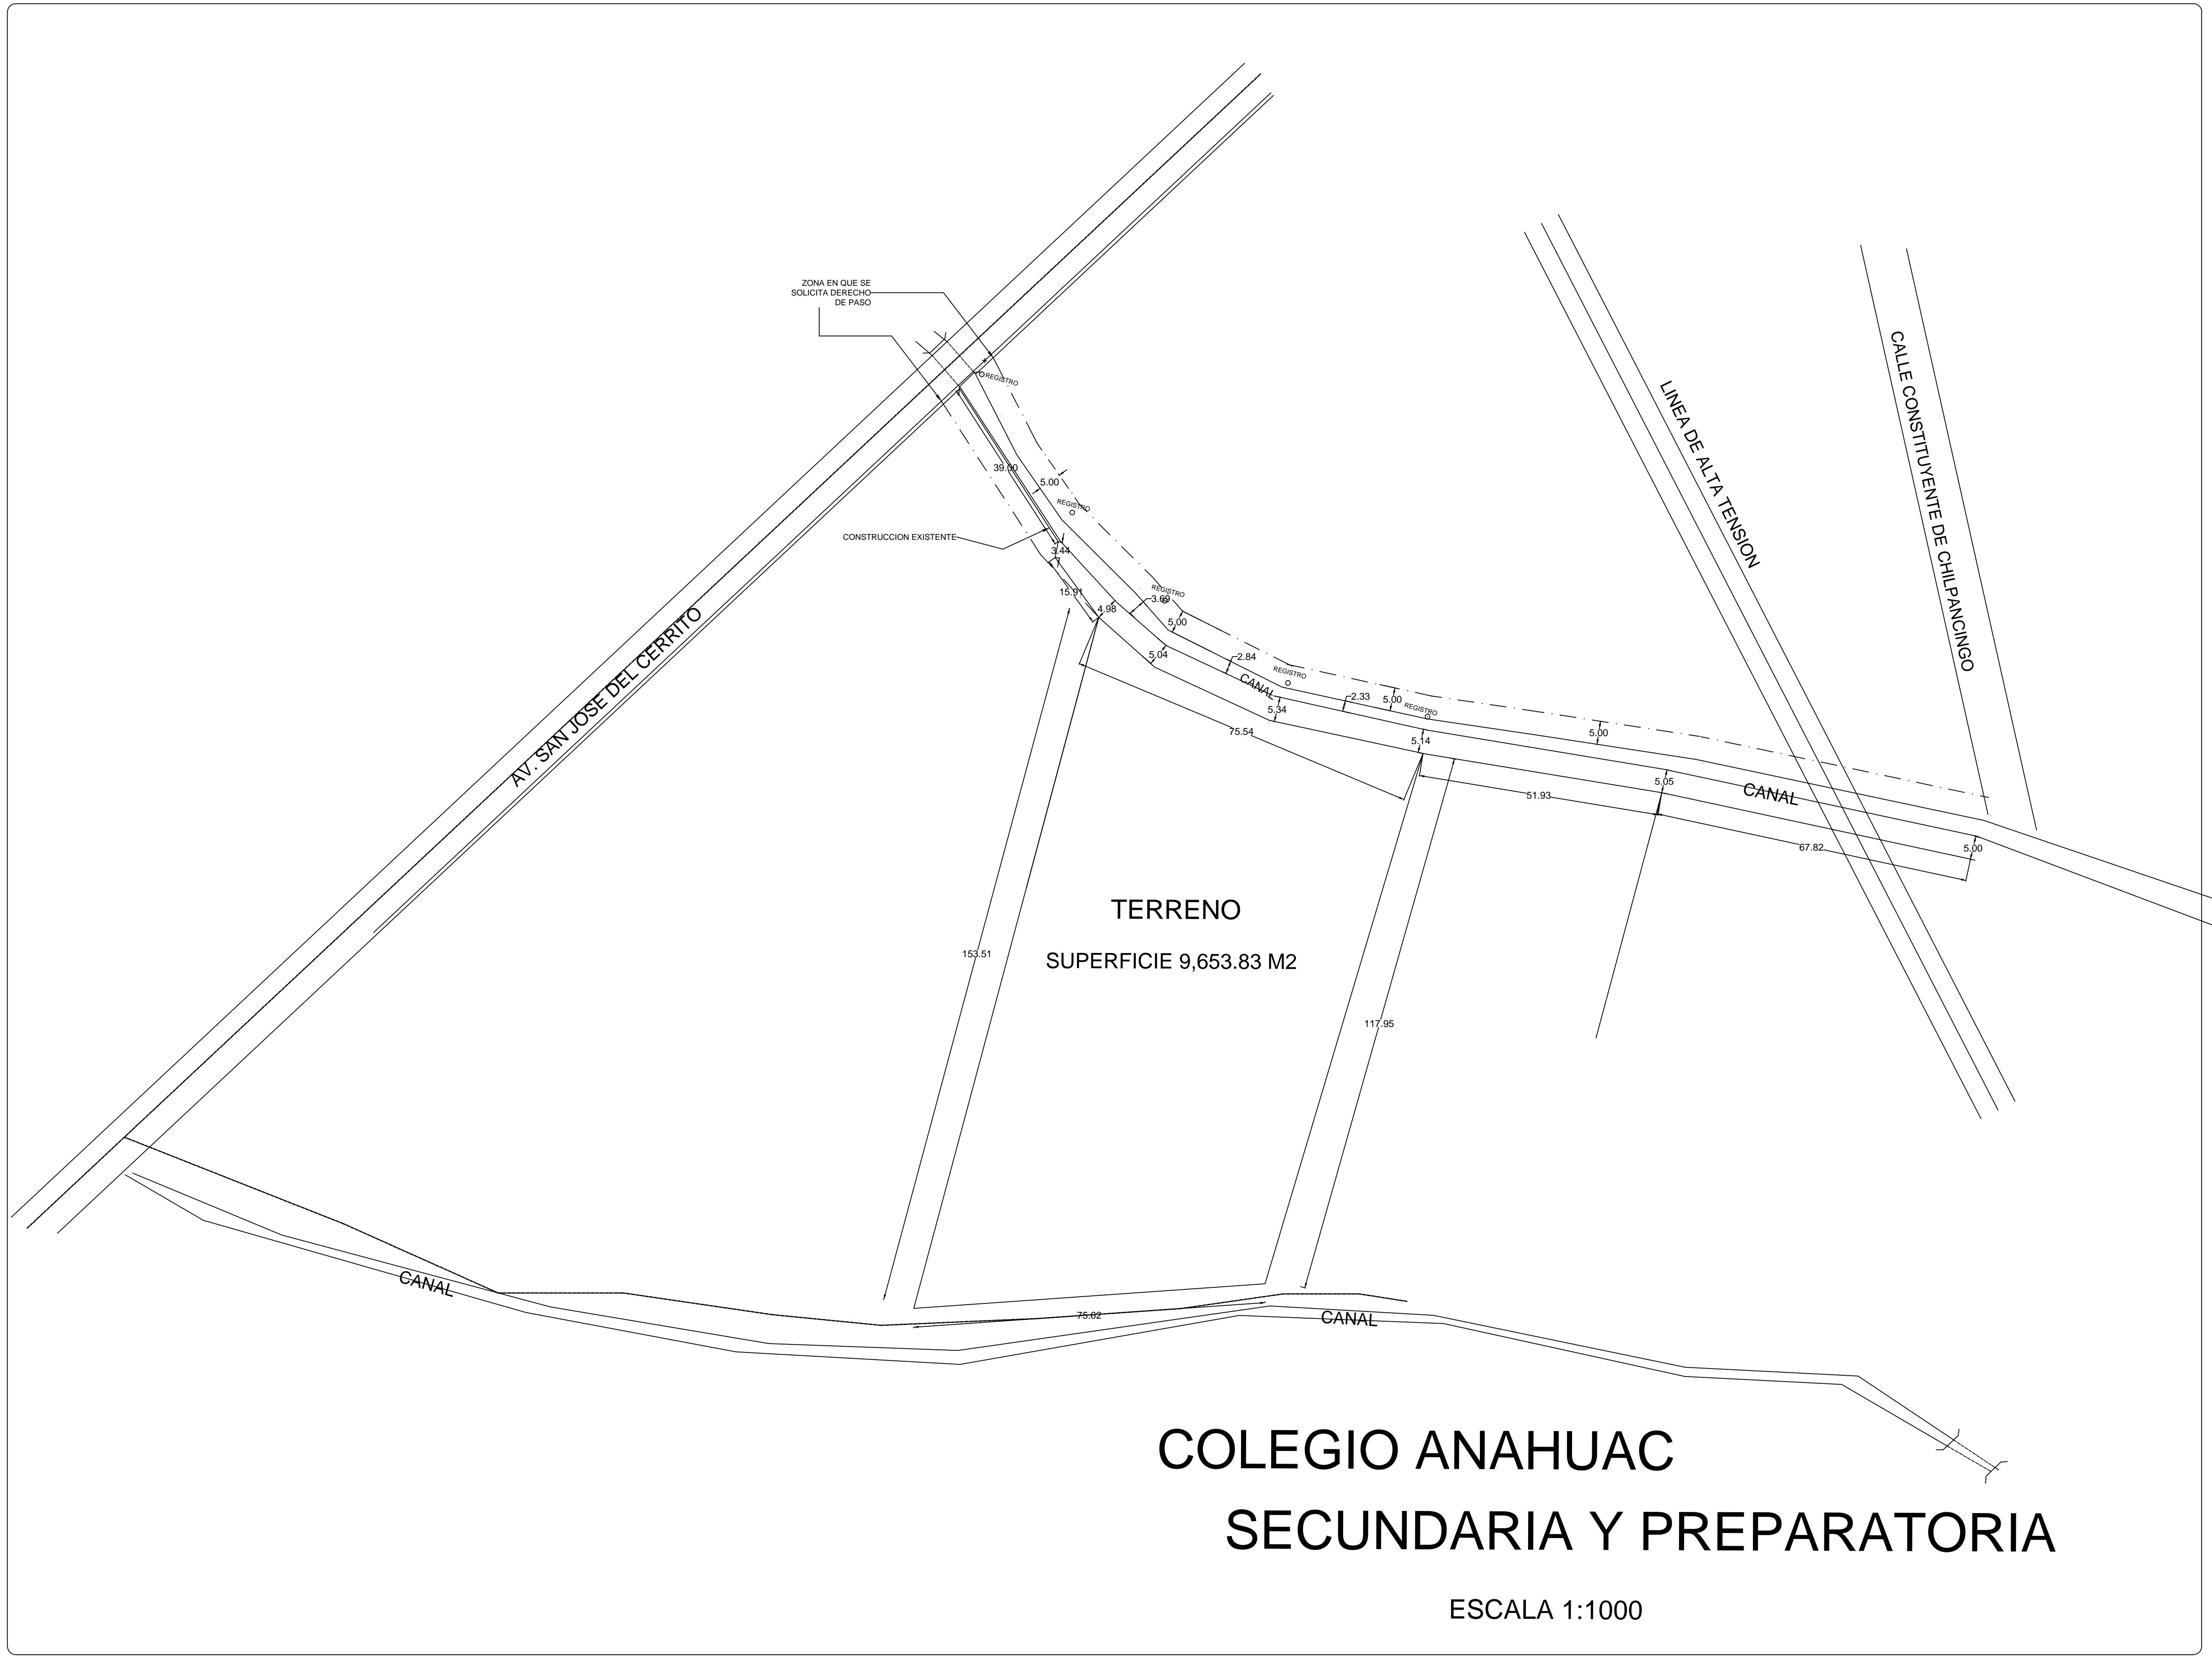 ZONA EN QUE SE
SOLICITA DERECHO
DE PASO
REGISTRO
39.00
5.00
REGISTRO
CONSTRUCCION EXISTENTE
3.44
15.91
4.98
REGISTRO
3.69
5.00
5.04
2.84
REGISTRO
CANAL
5.34
2.33
5.00
REGISTRO
75.54
5.14
5.00
51.93
5.05
CANAL
67.82
5.00
LINEA DE ALTA TENSION
CALLE CONSTITUYENTE DE CHILPANCINGO
AV. SAN JOSE DEL CERRITO
TERRENO
SUPERFICIE 9,653.83 M2
153.51
117.95
CANAL
75.62
CANAL
COLEGIO ANAHUAC
SECUNDARIA Y PREPARATORIA
ESCALA 1:1000